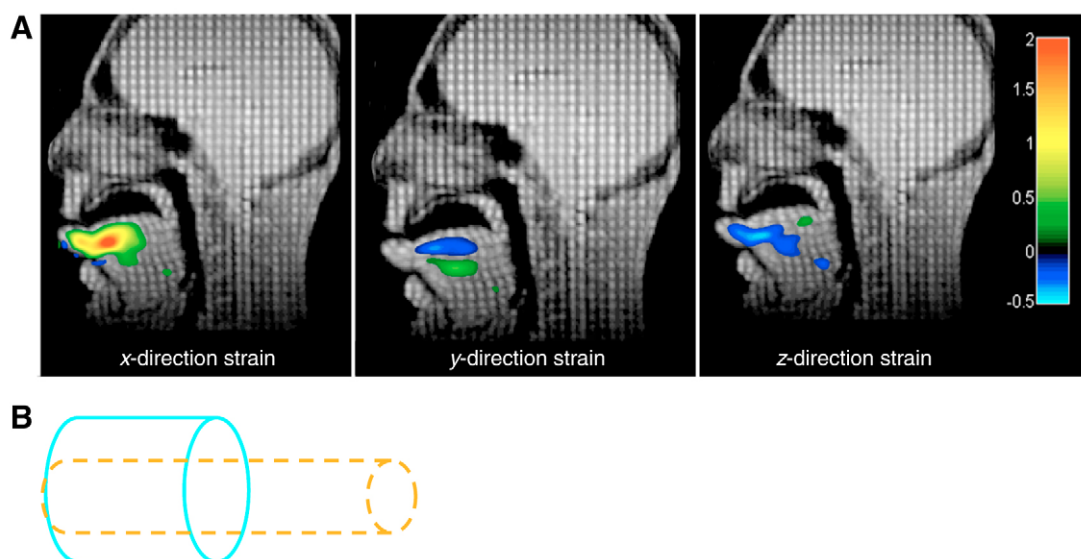 A
x-direction strain
y-direction strain
z-direction strain
2
1.5
1
0.5
0
-0.5
B